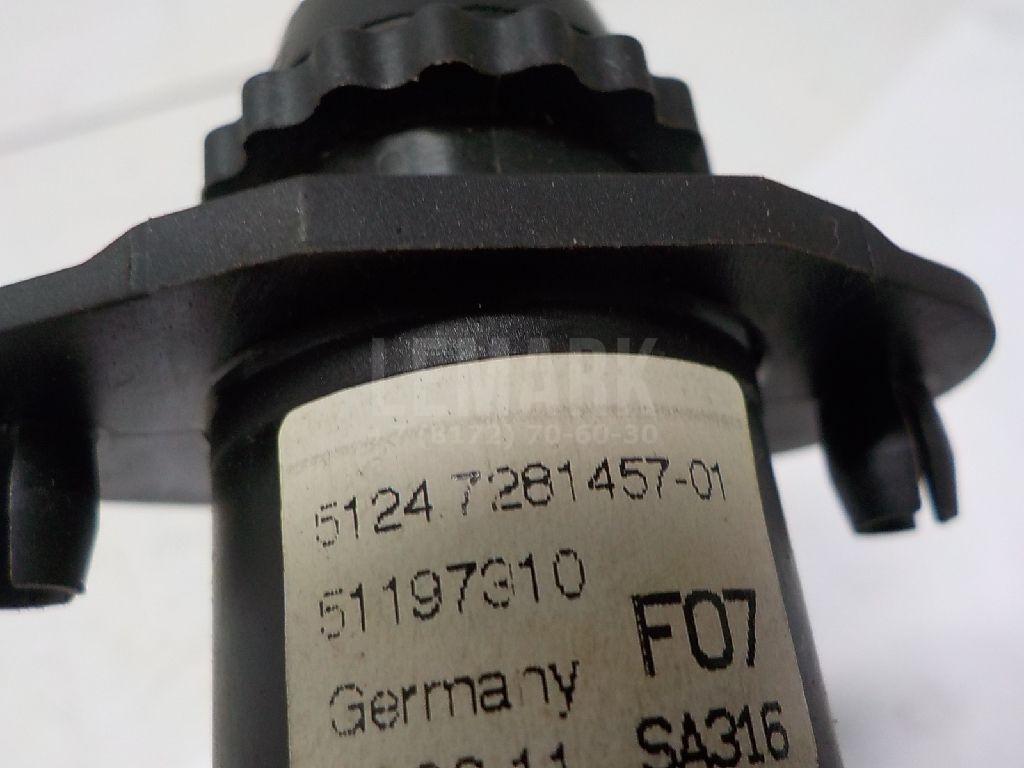 LEMARK
(8172) 70-60-30
5124.7281457-01
51197310
F07
Germany
SA316